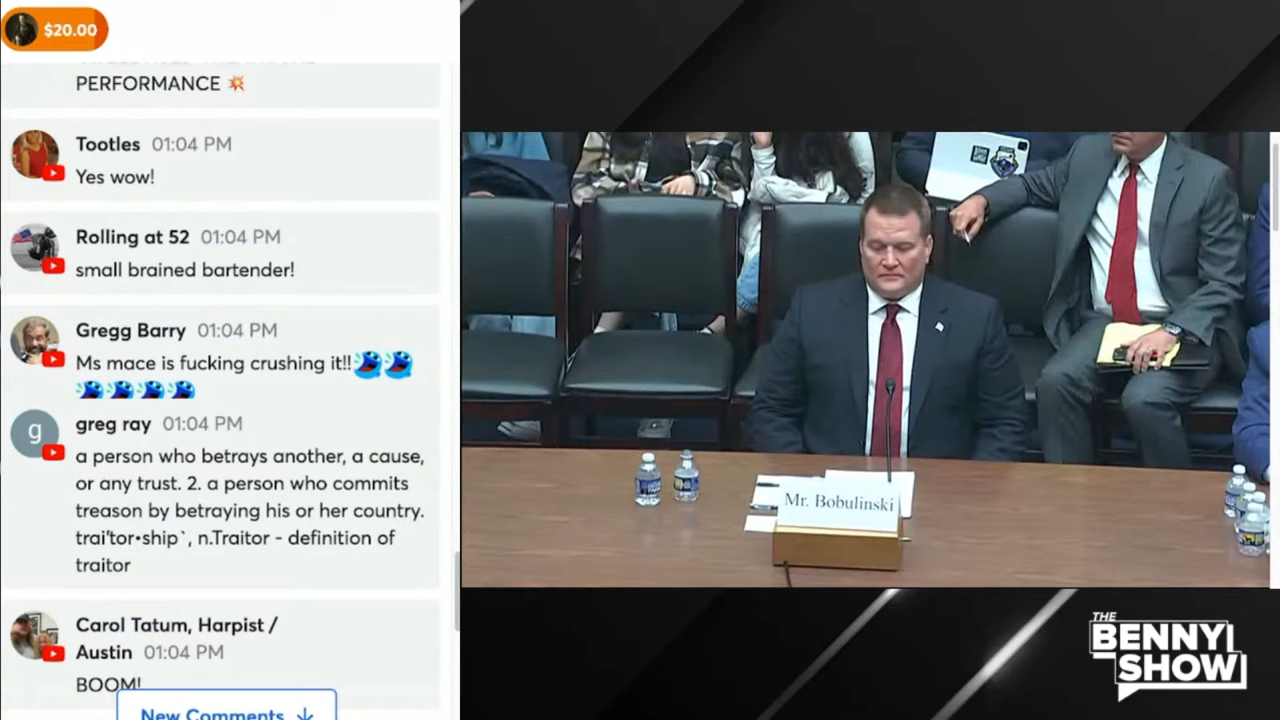 $20.00
PERFORMANCE 💥
Tootles 01:04 PM
Yes wow!
Rolling at 52 01:04 PM
small brained bartender!
Gregg Barry 01:04 PM
Ms mace is fucking crushing it!!
greg ray 01:04 PM
g
a person who betrays another, a cause,
or any trust. 2. a person who commits
treason by betraying his or her country.
trai'tor•ship`, n.Traitor - definition of
traitor
Carol Tatum, Harpist /
Austin 01:04 PM
BOOM!
New Comments ↓
Mr. Bobulinski
THE
BENNY
SHOW